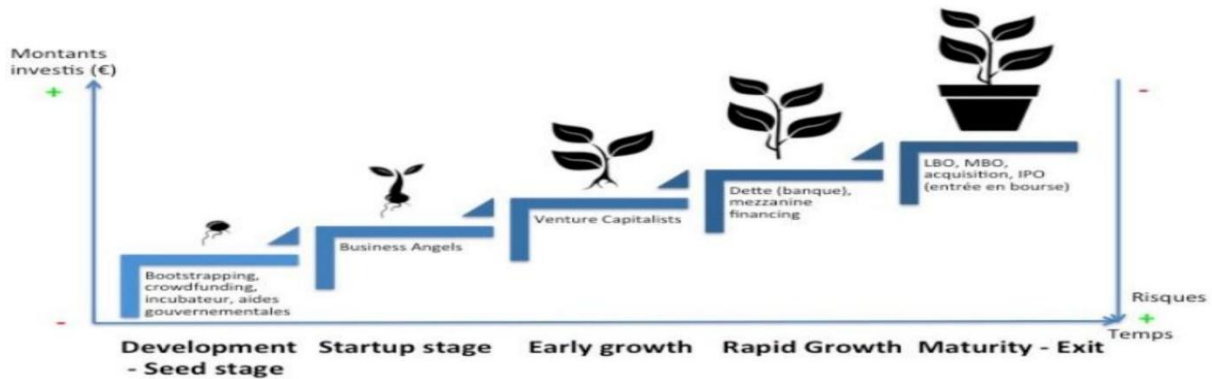 Montants
investis (€)
+
-
Bootstrapping,
crowdfunding,
incubateur, aides
gouvernementales
Business Angels
Venture Capitalists
Dette (banque),
mezzanine
financing
LBO, MBO,
acquisition, IPO
(entrée en bourse)
-
Risques
+
Temps
Development
- Seed stage
Startup stage
Early growth
Rapid Growth
Maturity - Exit